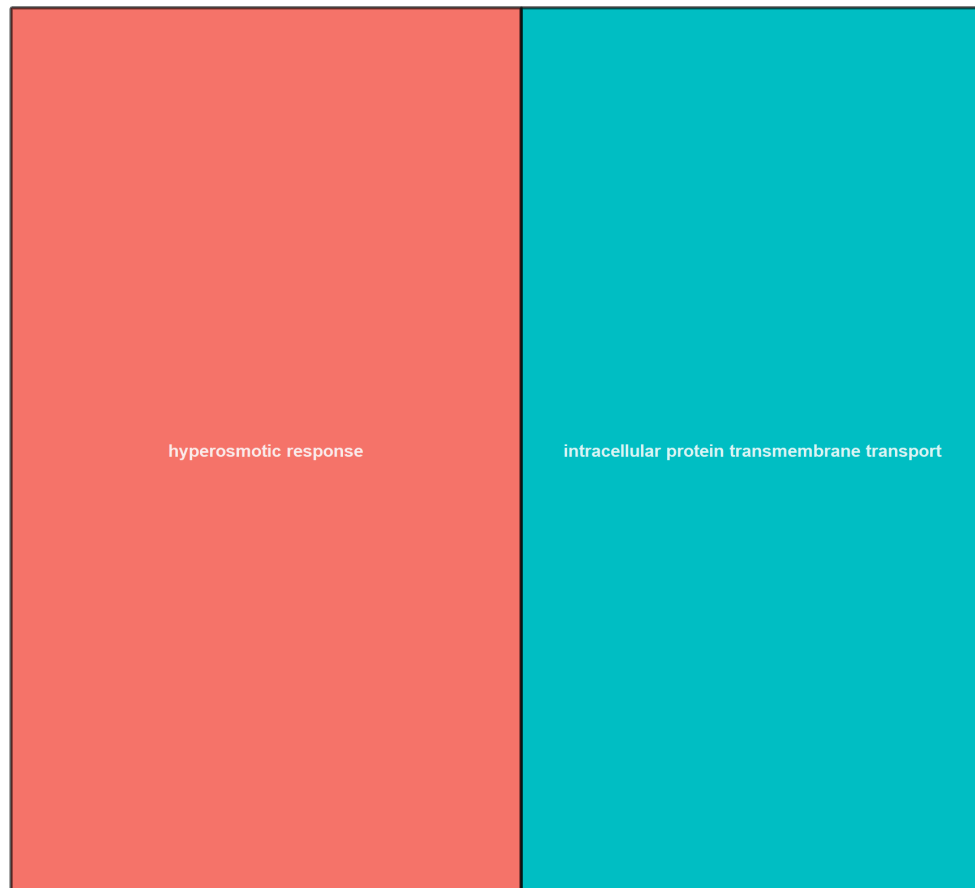 hyperosmotic response
intracellular protein transmembrane transport